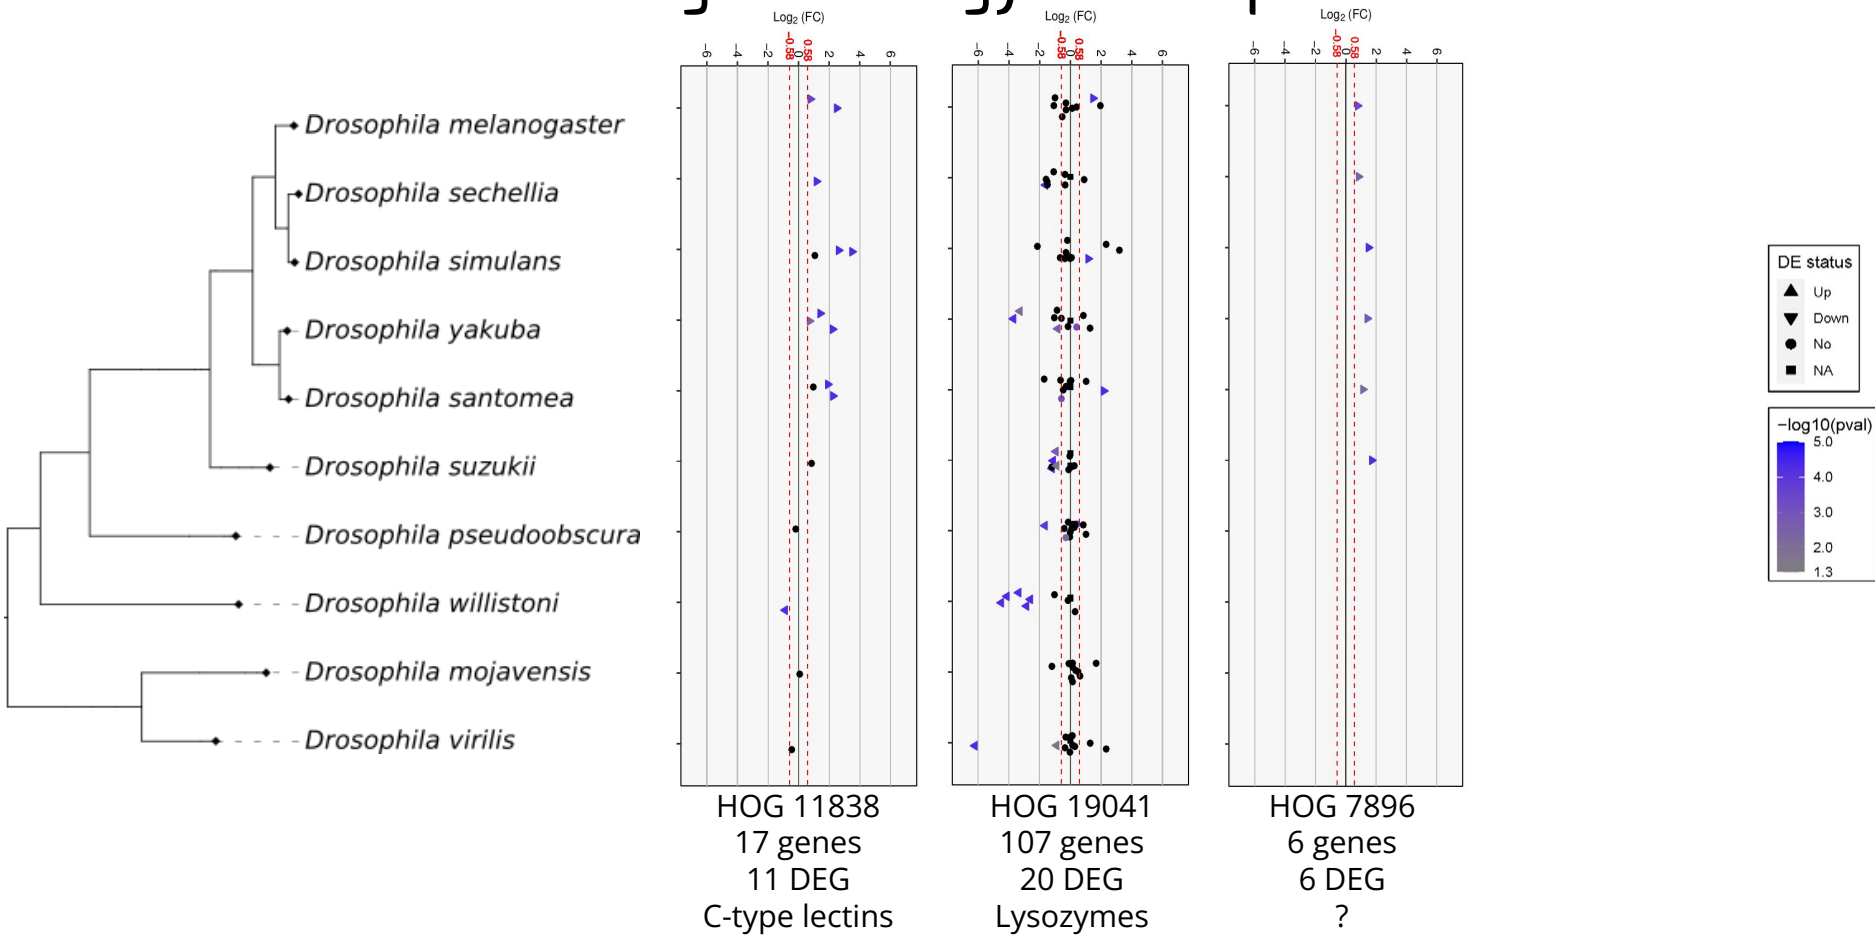 Log2 (FC)
-6 -4 -2 -0.58 0 0.58 2 4 6
Log2 (FC)
-6 -4 -2 -0.58 0 0.58 2 4 6
Log2 (FC)
-6 -4 -2 -0.58 0 0.58 2 4 6
Drosophila melanogaster
Drosophila sechellia
Drosophila simulans
Drosophila yakuba
Drosophila santomea
Drosophila suzukii
Drosophila pseudoobscura
Drosophila willistoni
Drosophila mojavensis
Drosophila virilis
HOG 11838
17 genes
11 DEG
C-type lectins
HOG 19041
107 genes
20 DEG
Lysozymes
HOG 7896
6 genes
6 DEG
?
DE status
Up
Down
No
NA
−log10(pval)
5.0
4.0
3.0
2.0
1.3